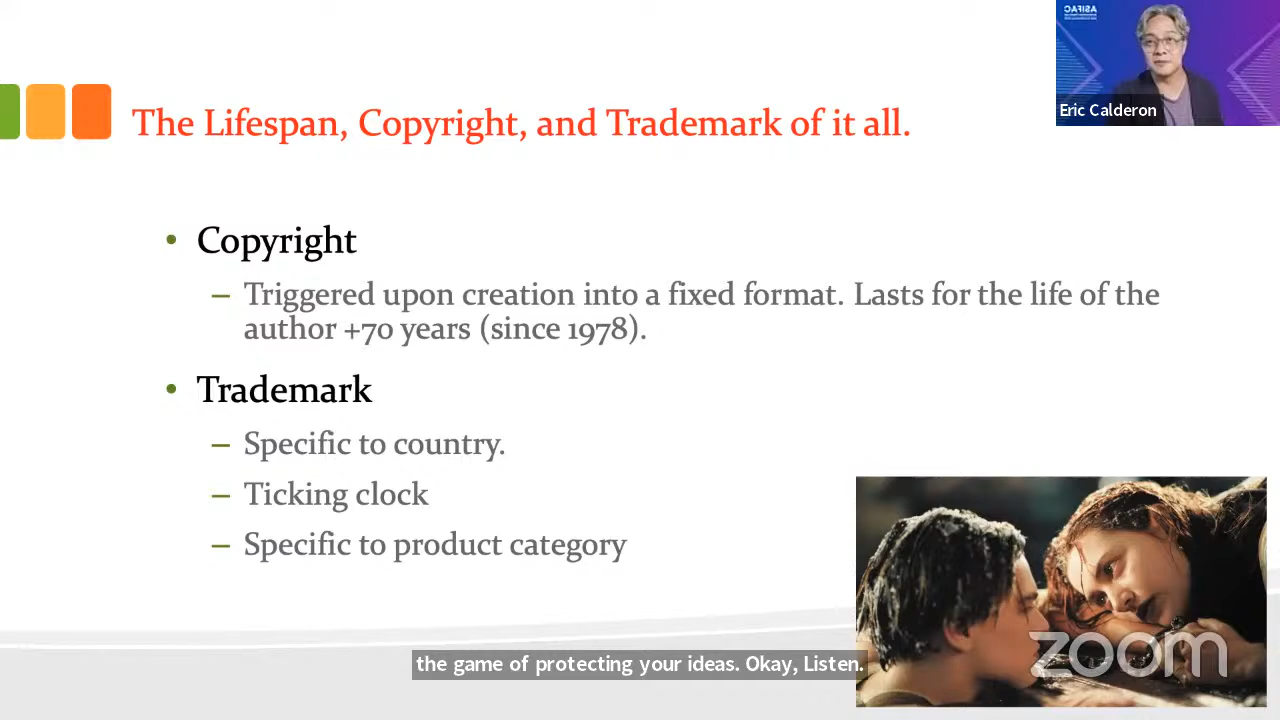 ASIFAC
Eric Calderon
The Lifespan, Copyright, and Trademark of it all.
• Copyright
– Triggered upon creation into a fixed format. Lasts for the life of the
author +70 years (since 1978).
• Trademark
– Specific to country.
– Ticking clock
– Specific to product category
zoom
the game of protecting your ideas. Okay, Listen.